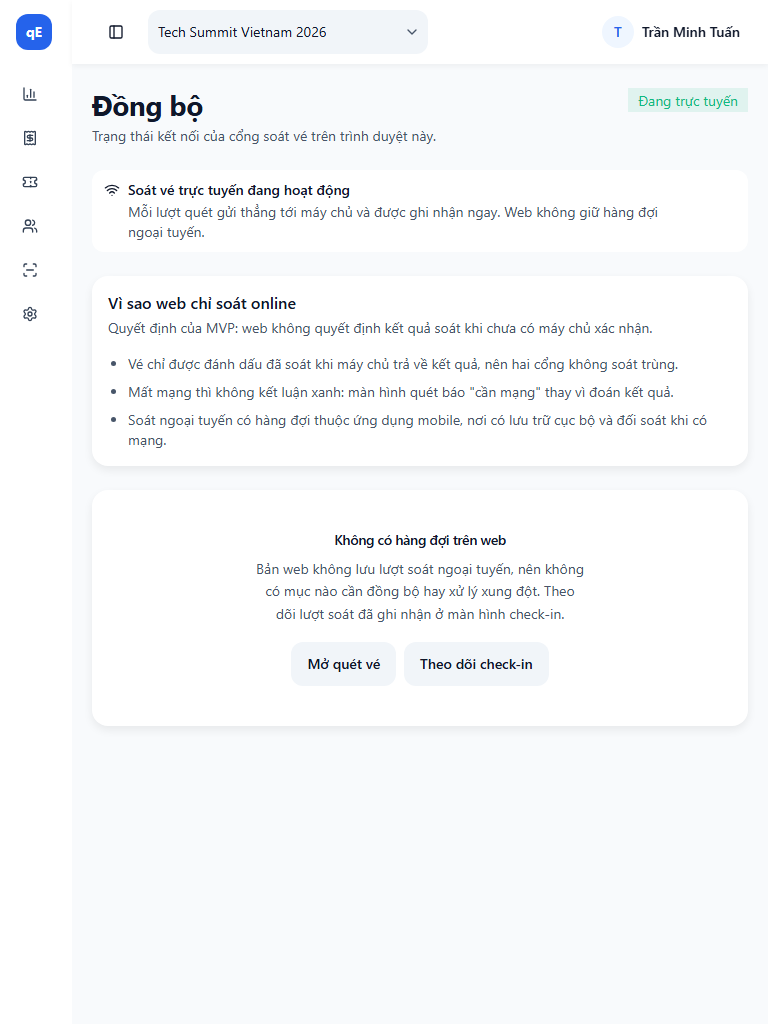 qE
Tech Summit Vietnam 2026
T
Trần Minh Tuấn
Đồng bộ
Đang trực tuyến
Trạng thái kết nối của cổng soát vé trên trình duyệt này.
Soát vé trực tuyến đang hoạt động
Mỗi lượt quét gửi thẳng tới máy chủ và được ghi nhận ngay. Web không giữ hàng đợi
ngoại tuyến.
Vì sao web chỉ soát online
Quyết định của MVP: web không quyết định kết quả soát khi chưa có máy chủ xác nhận.
• Vé chỉ được đánh dấu đã soát khi máy chủ trả về kết quả, nên hai cổng không soát trùng.
• Mất mạng thì không kết luận xanh: màn hình quét báo "cần mạng" thay vì đoán kết quả.
• Soát ngoại tuyến có hàng đợi thuộc ứng dụng mobile, nơi có lưu trữ cục bộ và đối soát khi có
mạng.
Không có hàng đợi trên web
Bản web không lưu lượt soát ngoại tuyến, nên không
có mục nào cần đồng bộ hay xử lý xung đột. Theo
dõi lượt soát đã ghi nhận ở màn hình check-in.
Mở quét vé
Theo dõi check-in